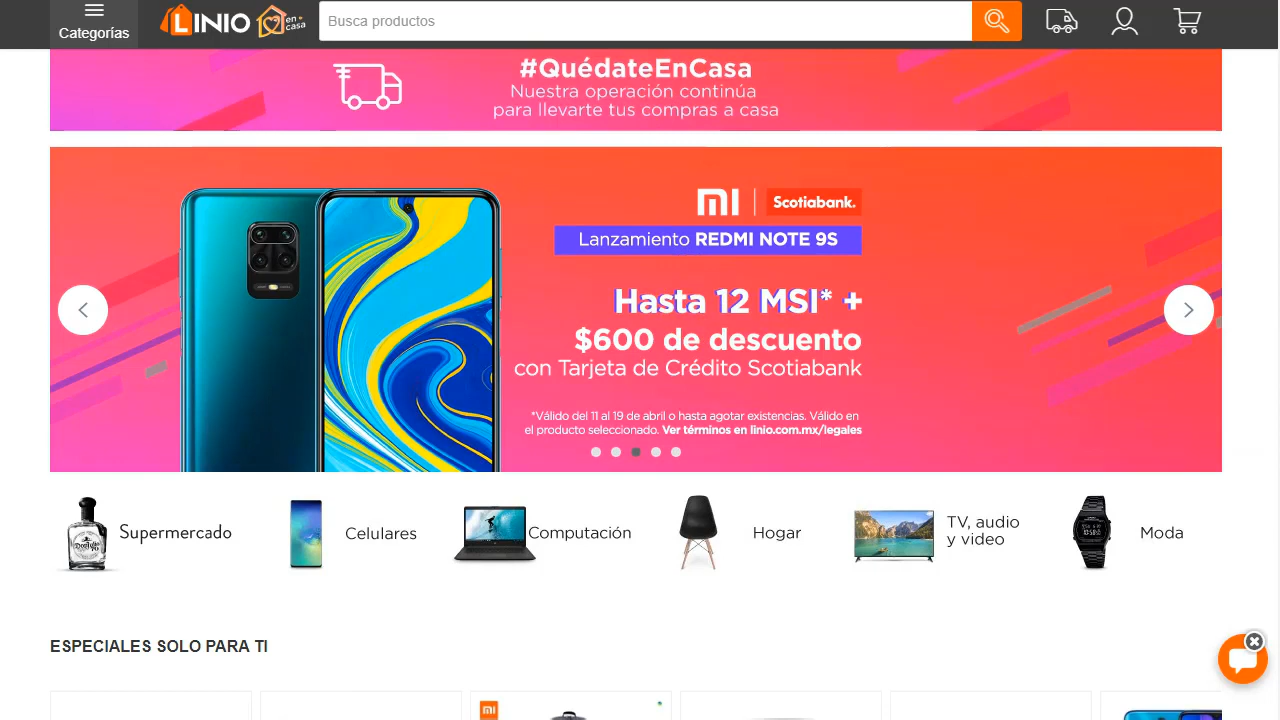 Categorías
LINIO en casa
Busca productos
#QuédateEnCasa
Nuestra operación continúa
para llevarte tus compras a casa
mi | Scotiabank.
Lanzamiento REDMI NOTE 9S
Hasta 12 MSI* +
$600 de descuento
con Tarjeta de Crédito Scotiabank
*Válido del 11 al 19 de abril o hasta agotar existencias. Válido en
el producto seleccionado. Ver términos en linio.com.mx/legales
Supermercado
Celulares
Computación
Hogar
TV, audio
y video
Moda
ESPECIALES SOLO PARA TI
mi